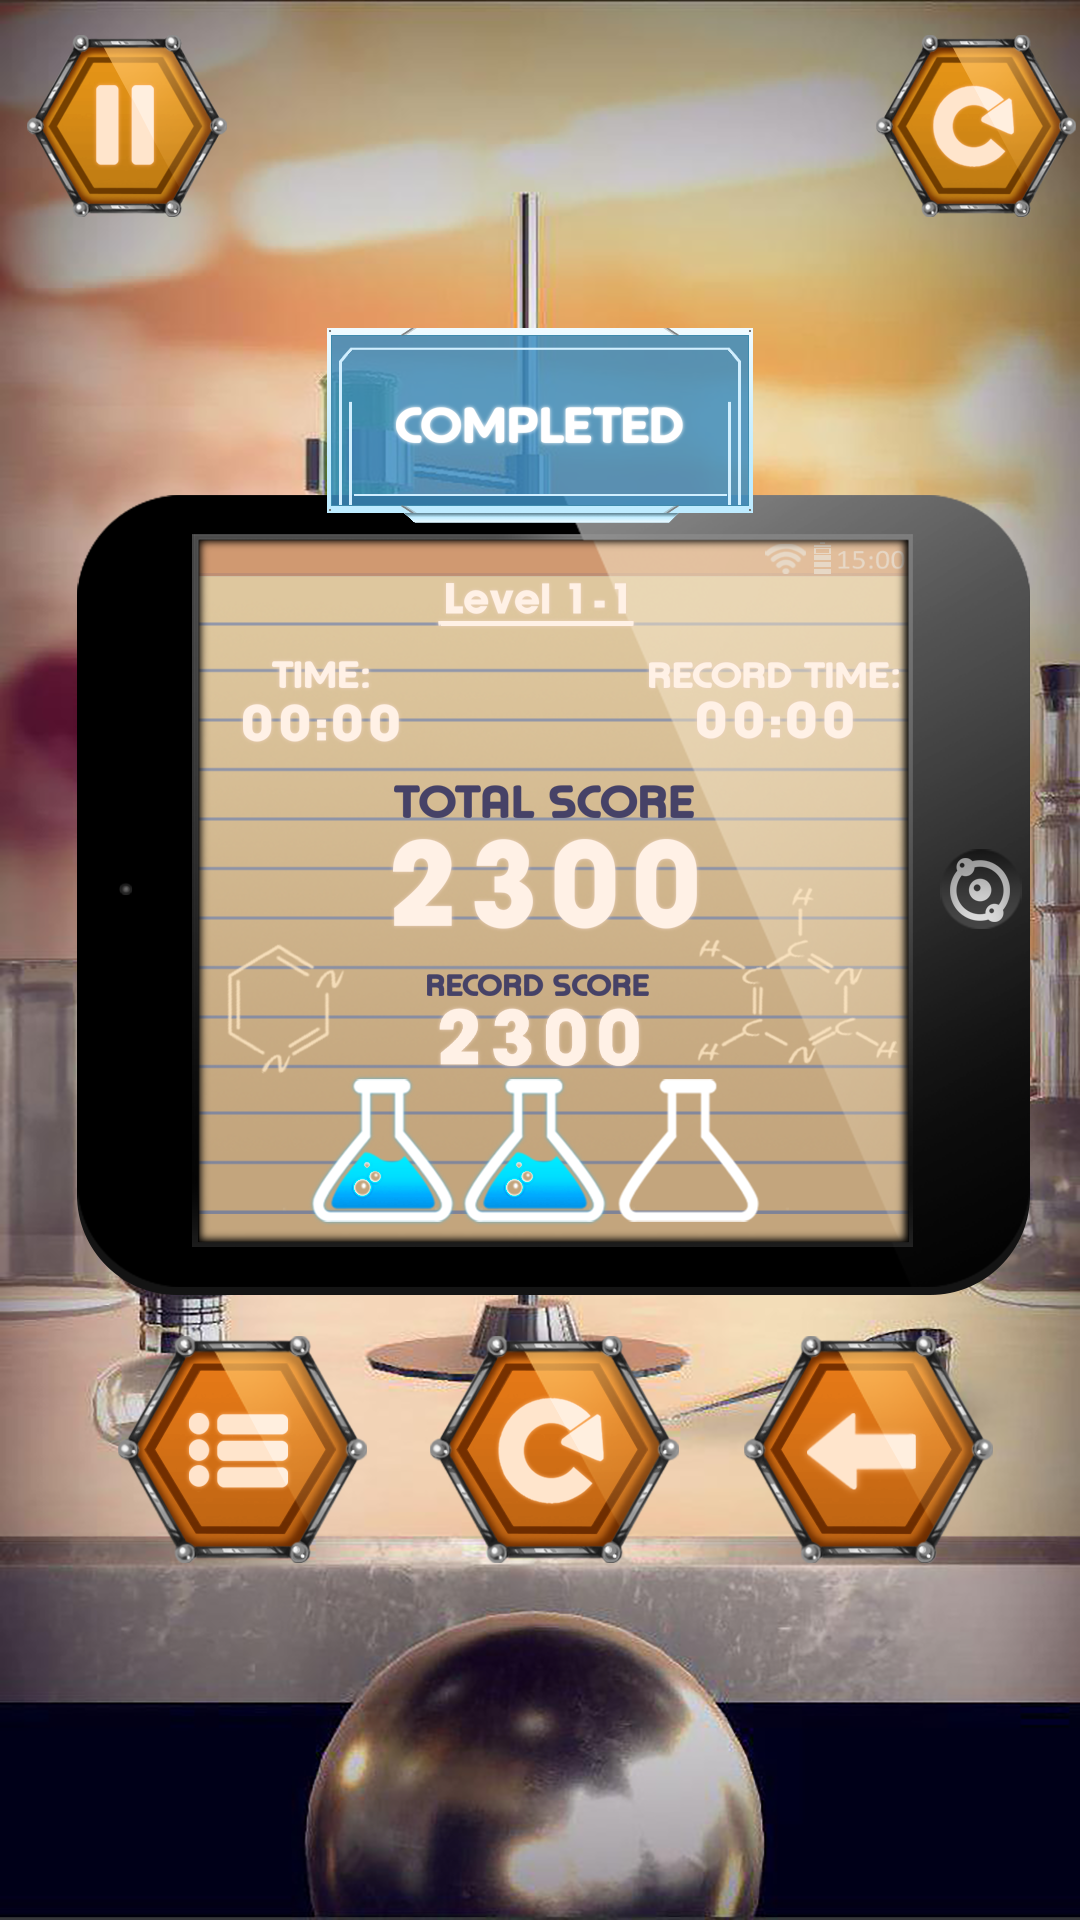 COMPLETED
15:00
Level 1-1
TIME:
00:00
RECORD TIME:
00:00
TOTAL SCORE
2300
RECORD SCORE
2300
H
H
C
C
N
C
C
H
N
H
N
N